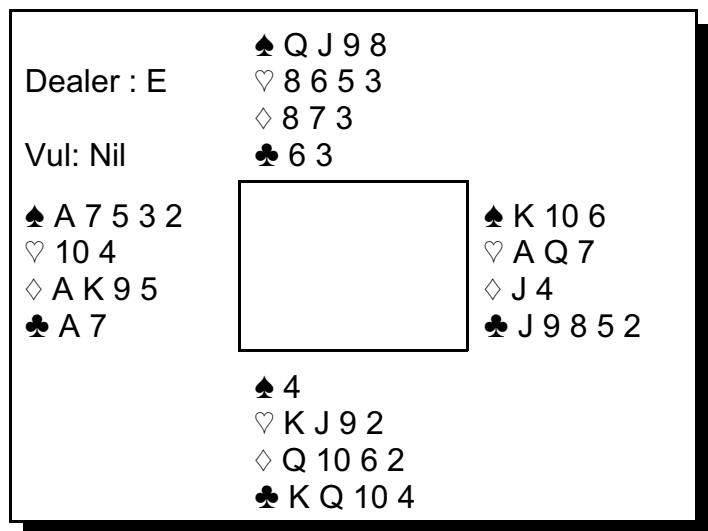 ♠ Q J 9 8
Dealer : E
♡ 8 6 5 3
♢ 8 7 3
Vul: Nil
♣ 6 3
♠ A 7 5 3 2
♠ K 10 6
♡ 10 4
♡ A Q 7
♢ A K 9 5
♢ J 4
♣ A 7
♣ J 9 8 5 2
♠ 4
♡ K J 9 2
♢ Q 10 6 2
♣ K Q 10 4